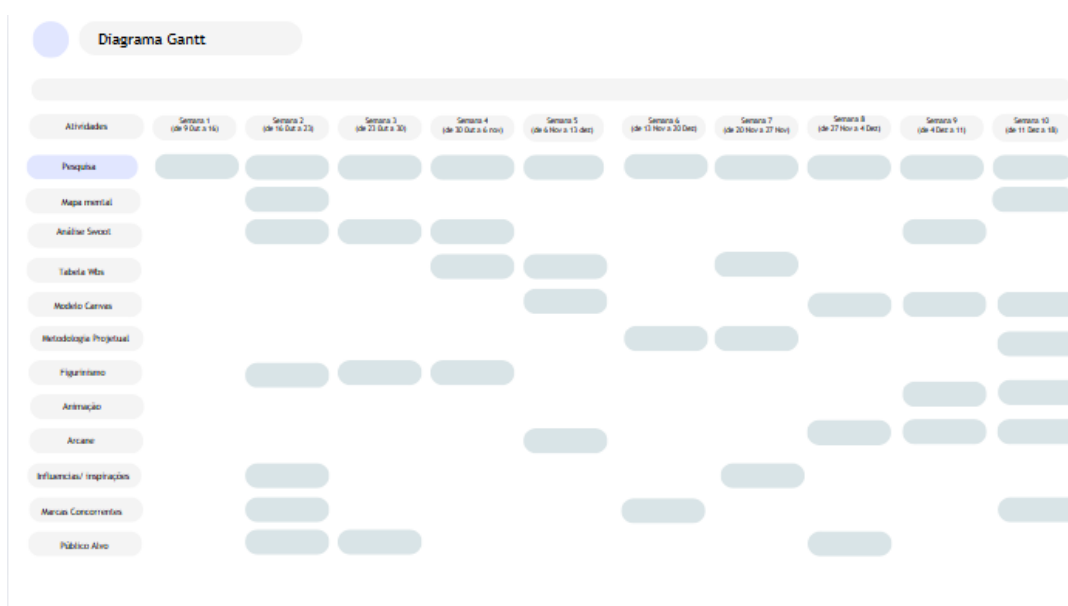 Diagrama Gantt
Atividades
Semana 1
(de 9 Out a 16)
Semana 2
(de 16 Out a 23)
Semana 3
(de 23 Out a 30)
Semana 4
(de 30 Out a 6 nov)
Semana 5
(de 6 Nov a 13 dez)
Semana 6
(de 13 Nov a 20 Dez)
Semana 7
(de 20 Nov a 27 Nov)
Semana 8
(de 27 Nov a 4 Dez)
Semana 9
(de 4 Dez a 11)
Semana 10
(de 11 Dez a 18)
Pesquisa
Mapa mental
Análise Swoot
Tabela Wbs
Modelo Canvas
Metodologia Projetual
Figurinismo
Animação
Arcane
Influencias/ inspirações
Marcas Concorrentes
Público Alvo